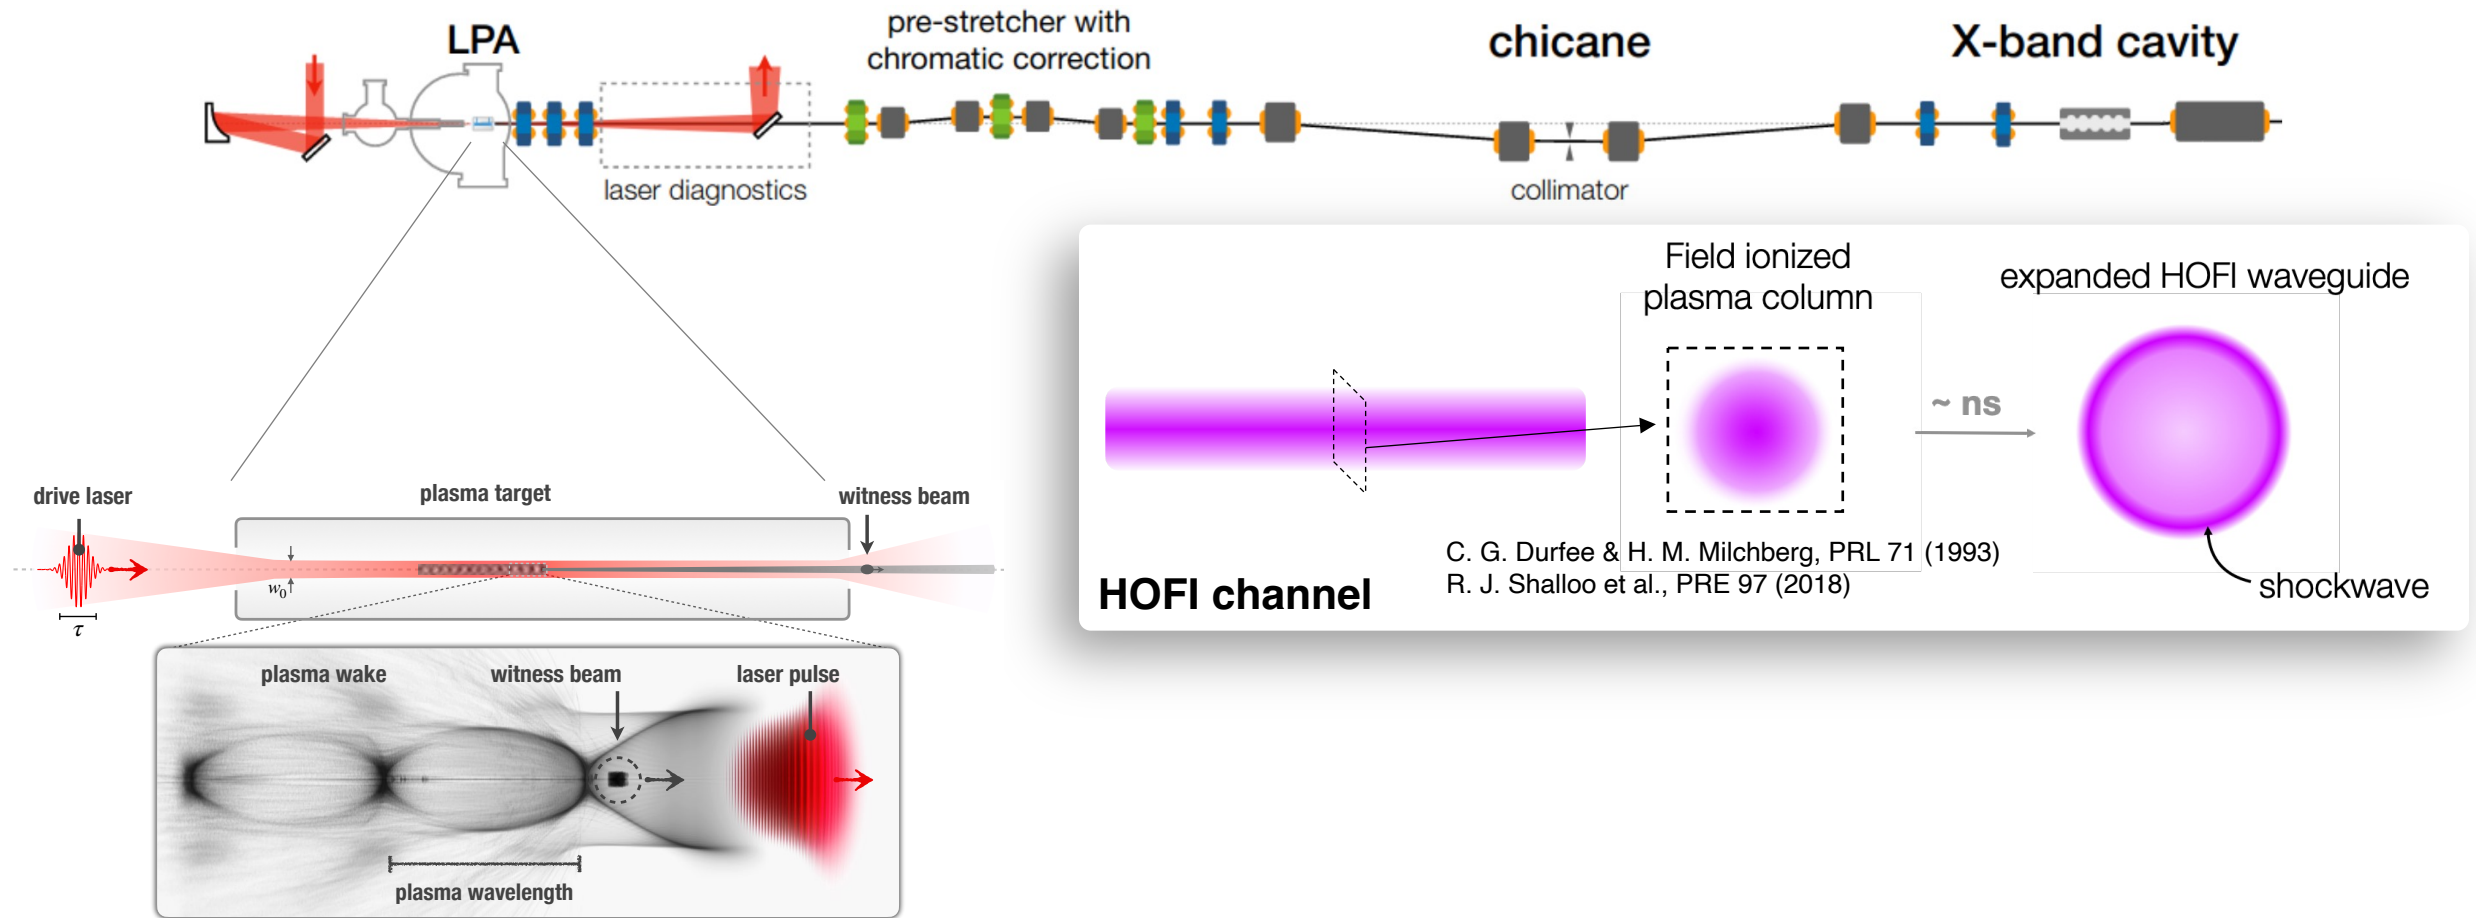 LPA
pre-stretcher with
chromatic correction
chicane
X-band cavity
laser diagnostics
collimator
Field ionized
plasma column
expanded HOFI waveguide
~ ns
C. G. Durfee & H. M. Milchberg, PRL 71 (1993)
R. J. Shalloo et al., PRE 97 (2018)
HOFI channel
shockwave
drive laser
plasma target
witness beam
w₀
τ
plasma wake
witness beam
laser pulse
plasma wavelength